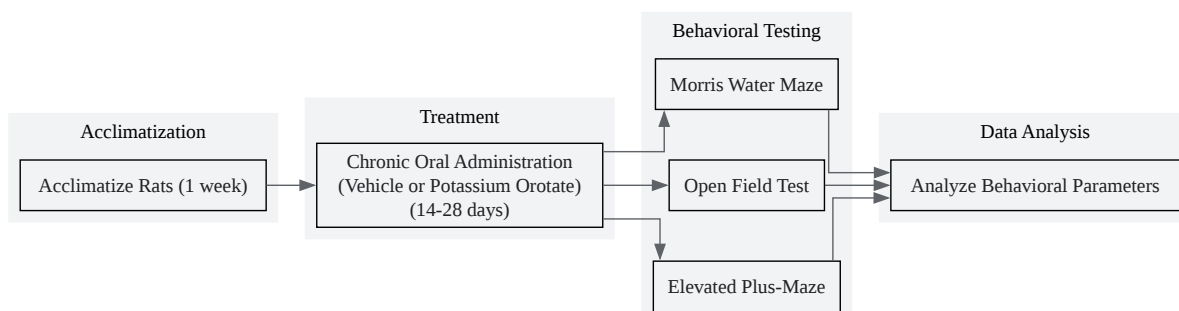 Acclimatization
Acclimatize Rats (1 week)
Treatment
Chronic Oral Administration
(Vehicle or Potassium Orotate)
(14-28 days)
Behavioral Testing
Morris Water Maze
Open Field Test
Elevated Plus-Maze
Data Analysis
Analyze Behavioral Parameters